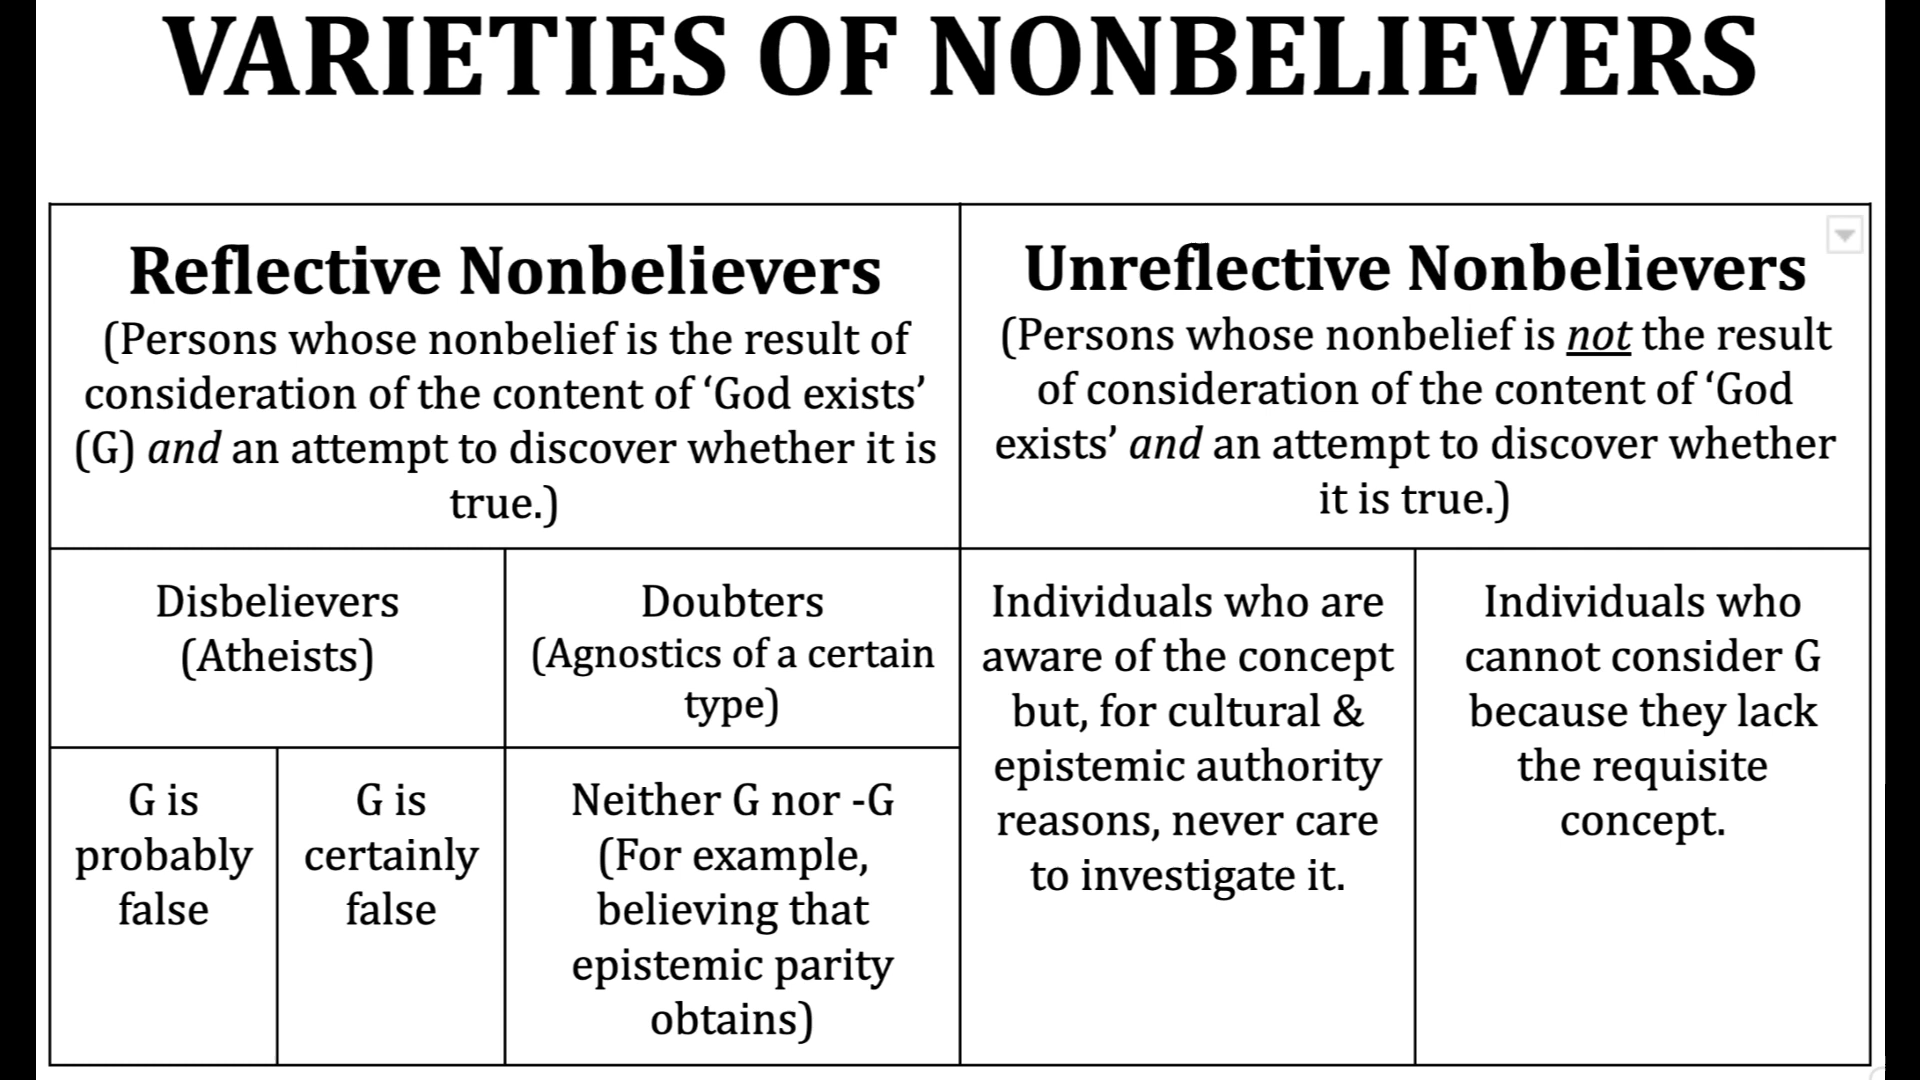 VARIETIES OF NONBELIEVERS
Reflective Nonbelievers
(Persons whose nonbelief is the result of
consideration of the content of ‘God exists’
(G) and an attempt to discover whether it is
true.)
Unreflective Nonbelievers
(Persons whose nonbelief is not the result
of consideration of the content of ‘God
exists’ and an attempt to discover whether
it is true.)
Disbelievers
(Atheists)
Doubters
(Agnostics of a certain
type)
Individuals who are
aware of the concept
but, for cultural &
epistemic authority
reasons, never care
to investigate it.
Individuals who
cannot consider G
because they lack
the requisite
concept.
G is
probably
false
G is
certainly
false
Neither G nor -G
(For example,
believing that
epistemic parity
obtains)